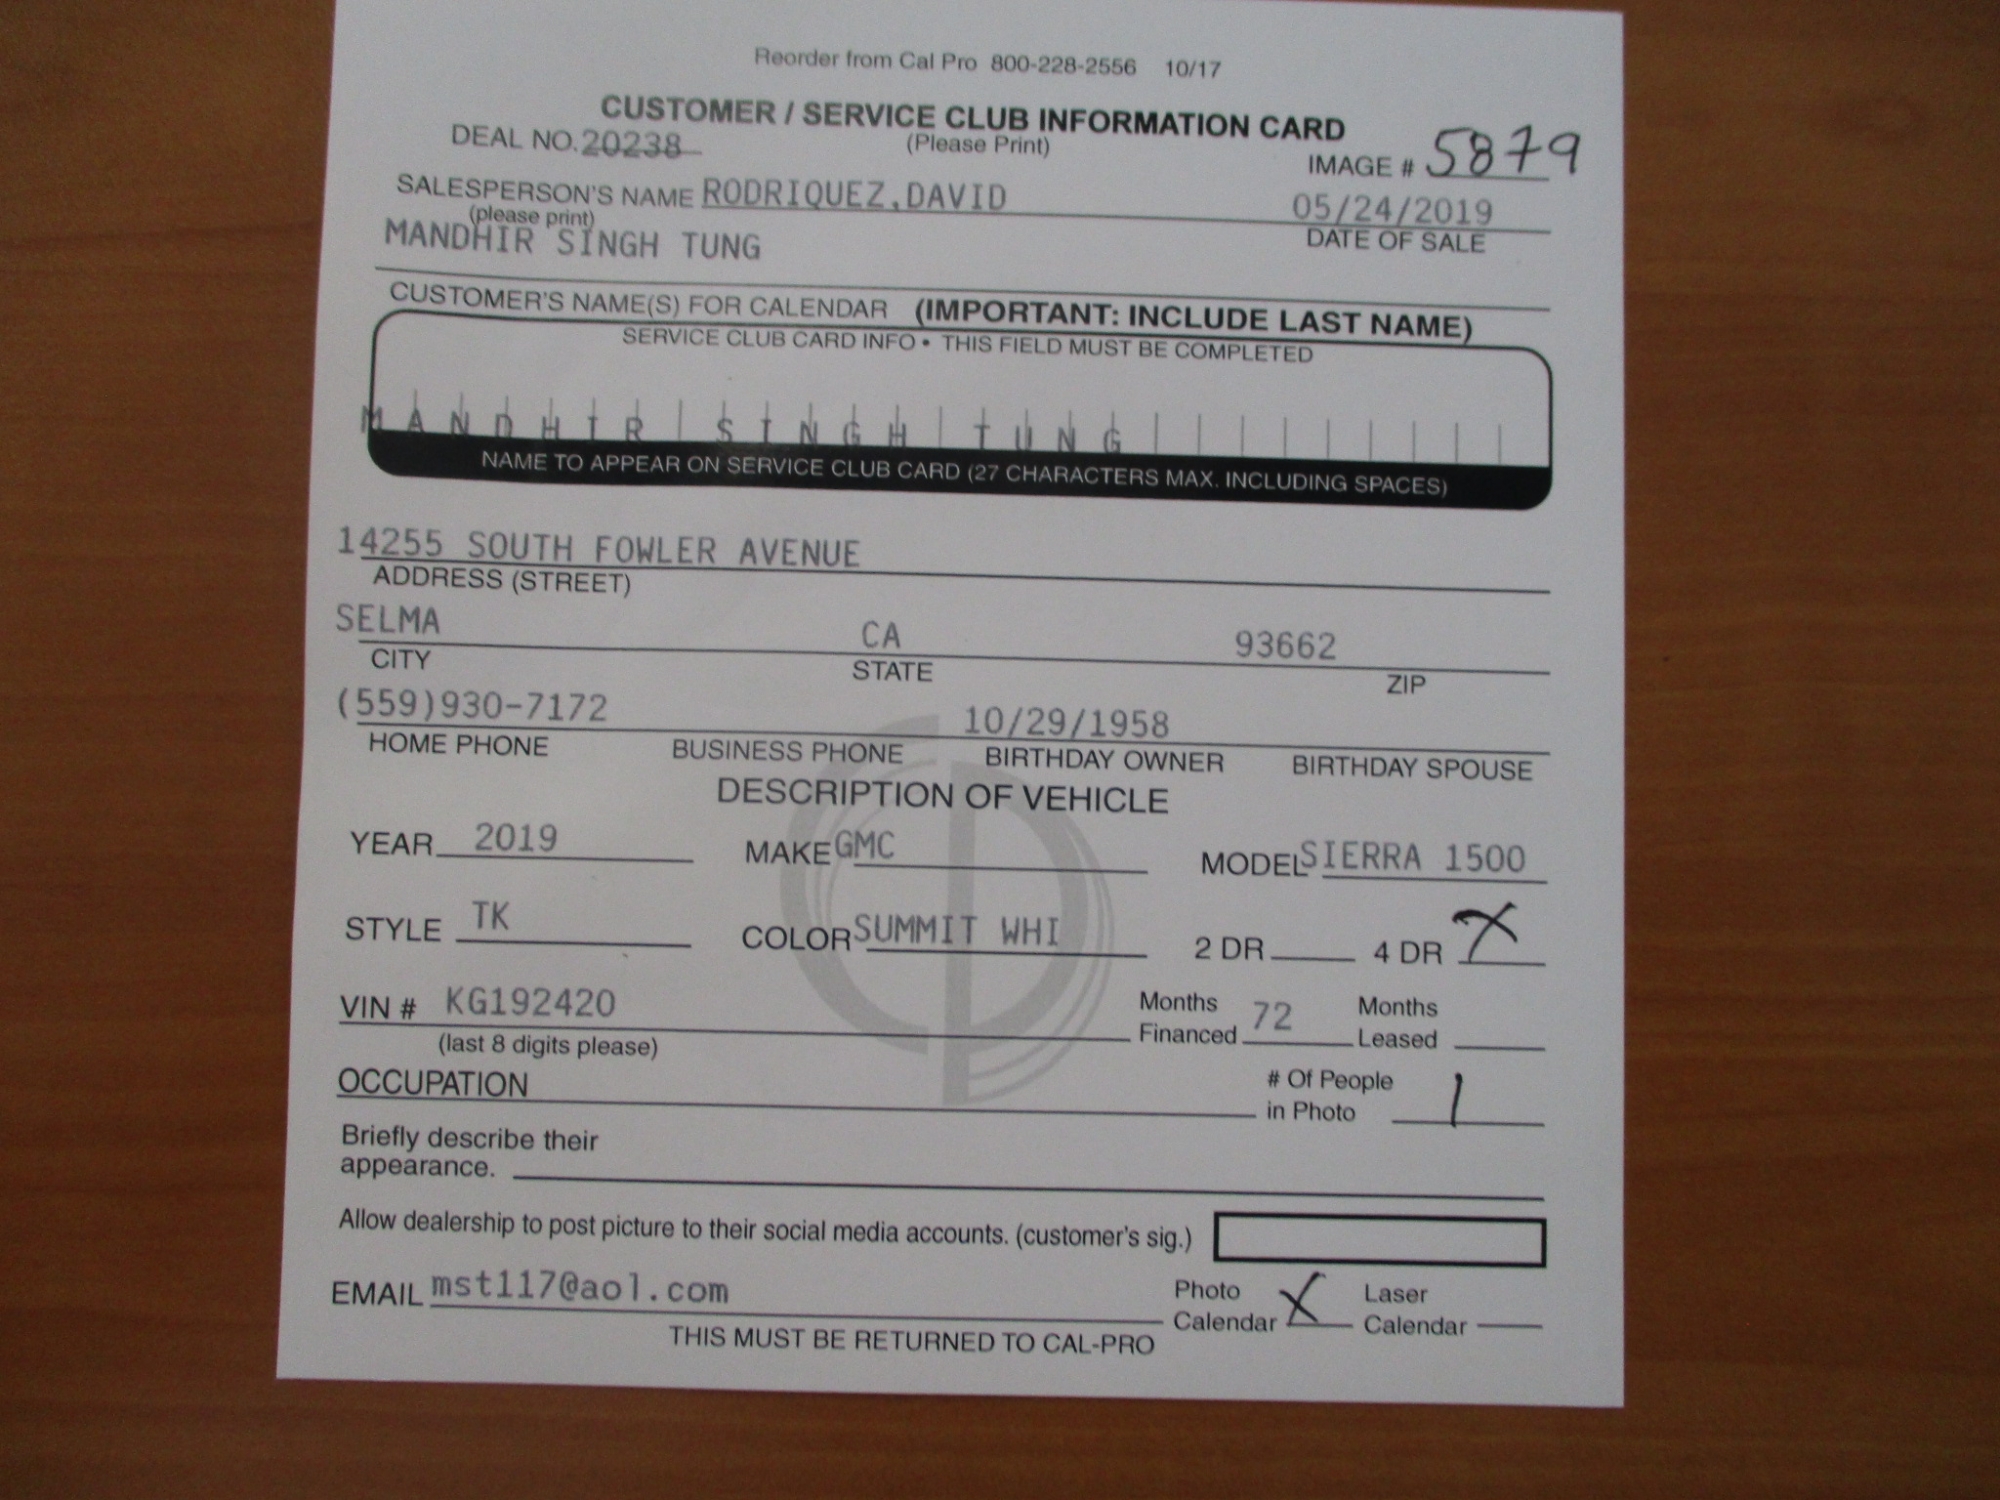 Reorder from Cal Pro 800-228-2556 10/17
CUSTOMER / SERVICE CLUB INFORMATION CARD
DEAL NO. 20238 (Please Print) IMAGE # 5879
SALESPERSON'S NAME RODRIQUEZ,DAVID 05/24/2019
(please print) DATE OF SALE
MANDHIR SINGH TUNG
CUSTOMER'S NAME(S) FOR CALENDAR (IMPORTANT: INCLUDE LAST NAME)
SERVICE CLUB CARD INFO • THIS FIELD MUST BE COMPLETED
MANDHIR SINGH TUNG
NAME TO APPEAR ON SERVICE CLUB CARD (27 CHARACTERS MAX. INCLUDING SPACES)
14255 SOUTH FOWLER AVENUE
ADDRESS (STREET)
SELMA CA 93662
CITY STATE ZIP
(559)930-7172 10/29/1958
HOME PHONE BUSINESS PHONE BIRTHDAY OWNER BIRTHDAY SPOUSE
DESCRIPTION OF VEHICLE
YEAR 2019 MAKE GMC MODEL SIERRA 1500
STYLE TK COLOR SUMMIT WHI 2 DR 4 DR X
VIN # KG192420 Months Financed 72 Months Leased
(last 8 digits please)
OCCUPATION # Of People in Photo 1
Briefly describe their
appearance.
Allow dealership to post picture to their social media accounts. (customer's sig.)
EMAIL mst117@aol.com Photo Calendar X Laser Calendar
THIS MUST BE RETURNED TO CAL-PRO